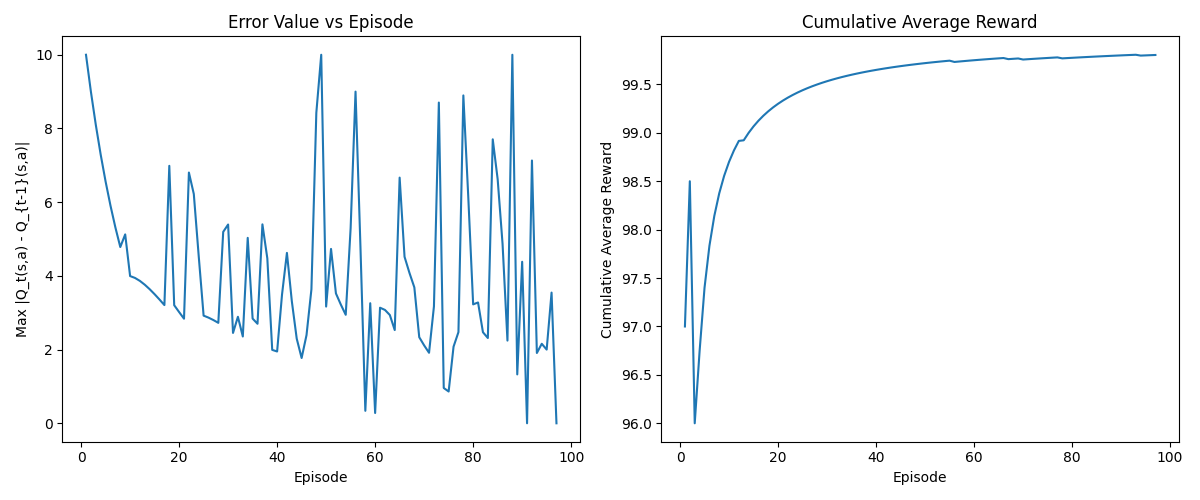 Error Value vs Episode
Max |Q_t(s,a) - Q_{t-1}(s,a)|
10
8
6
4
2
0
0 20 40 60 80 100
Episode
Cumulative Average Reward
Cumulative Average Reward
99.5
99.0
98.5
98.0
97.5
97.0
96.5
96.0
0 20 40 60 80 100
Episode